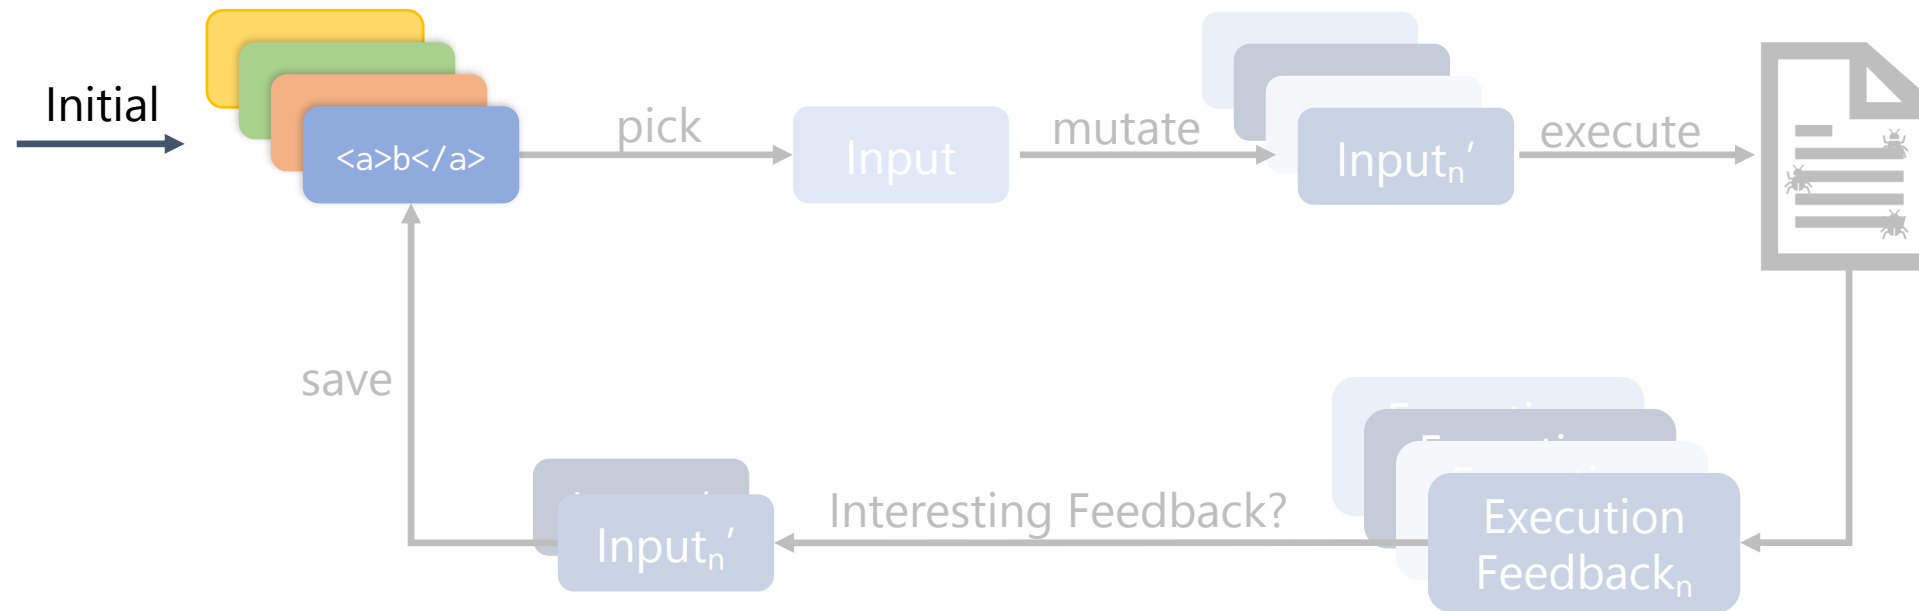 Initial
<a>b</a>
pick
Input
mutate
Inputₙ′
execute
save
Inputₙ′
Interesting Feedback?
Execution
Feedbackₙ